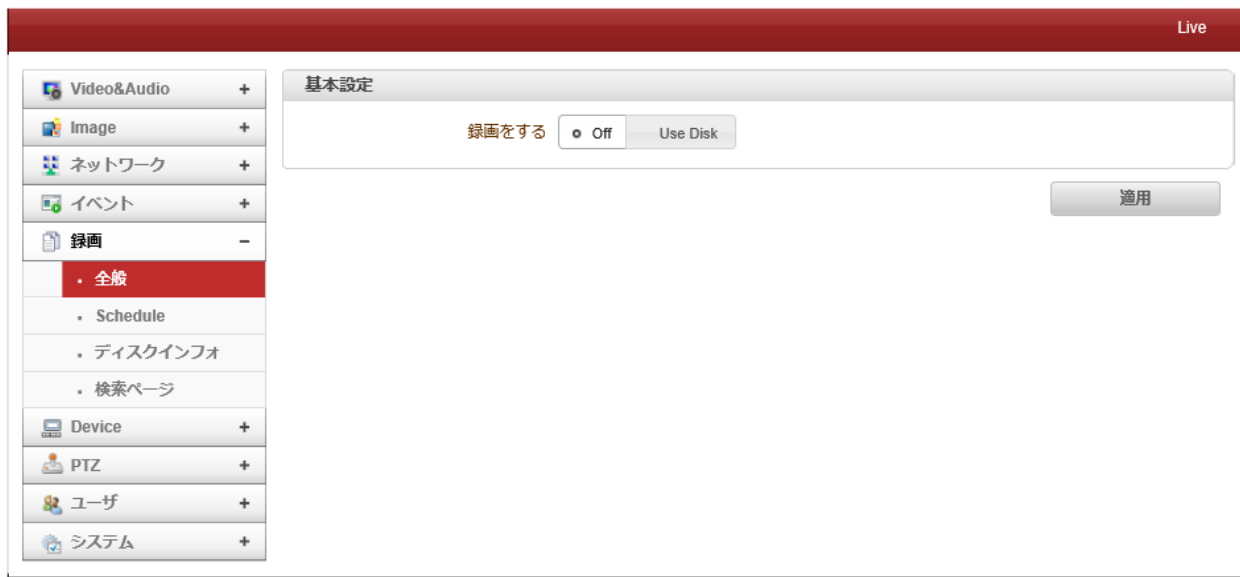 Live
Video&Audio +
Image +
ネットワーク +
イベント +
録画 −
・ 全般
・ Schedule
・ ディスクインフォ
・ 検索ページ
Device +
PTZ +
ユーザ +
システム +
基本設定
録画をする Off Use Disk
適用